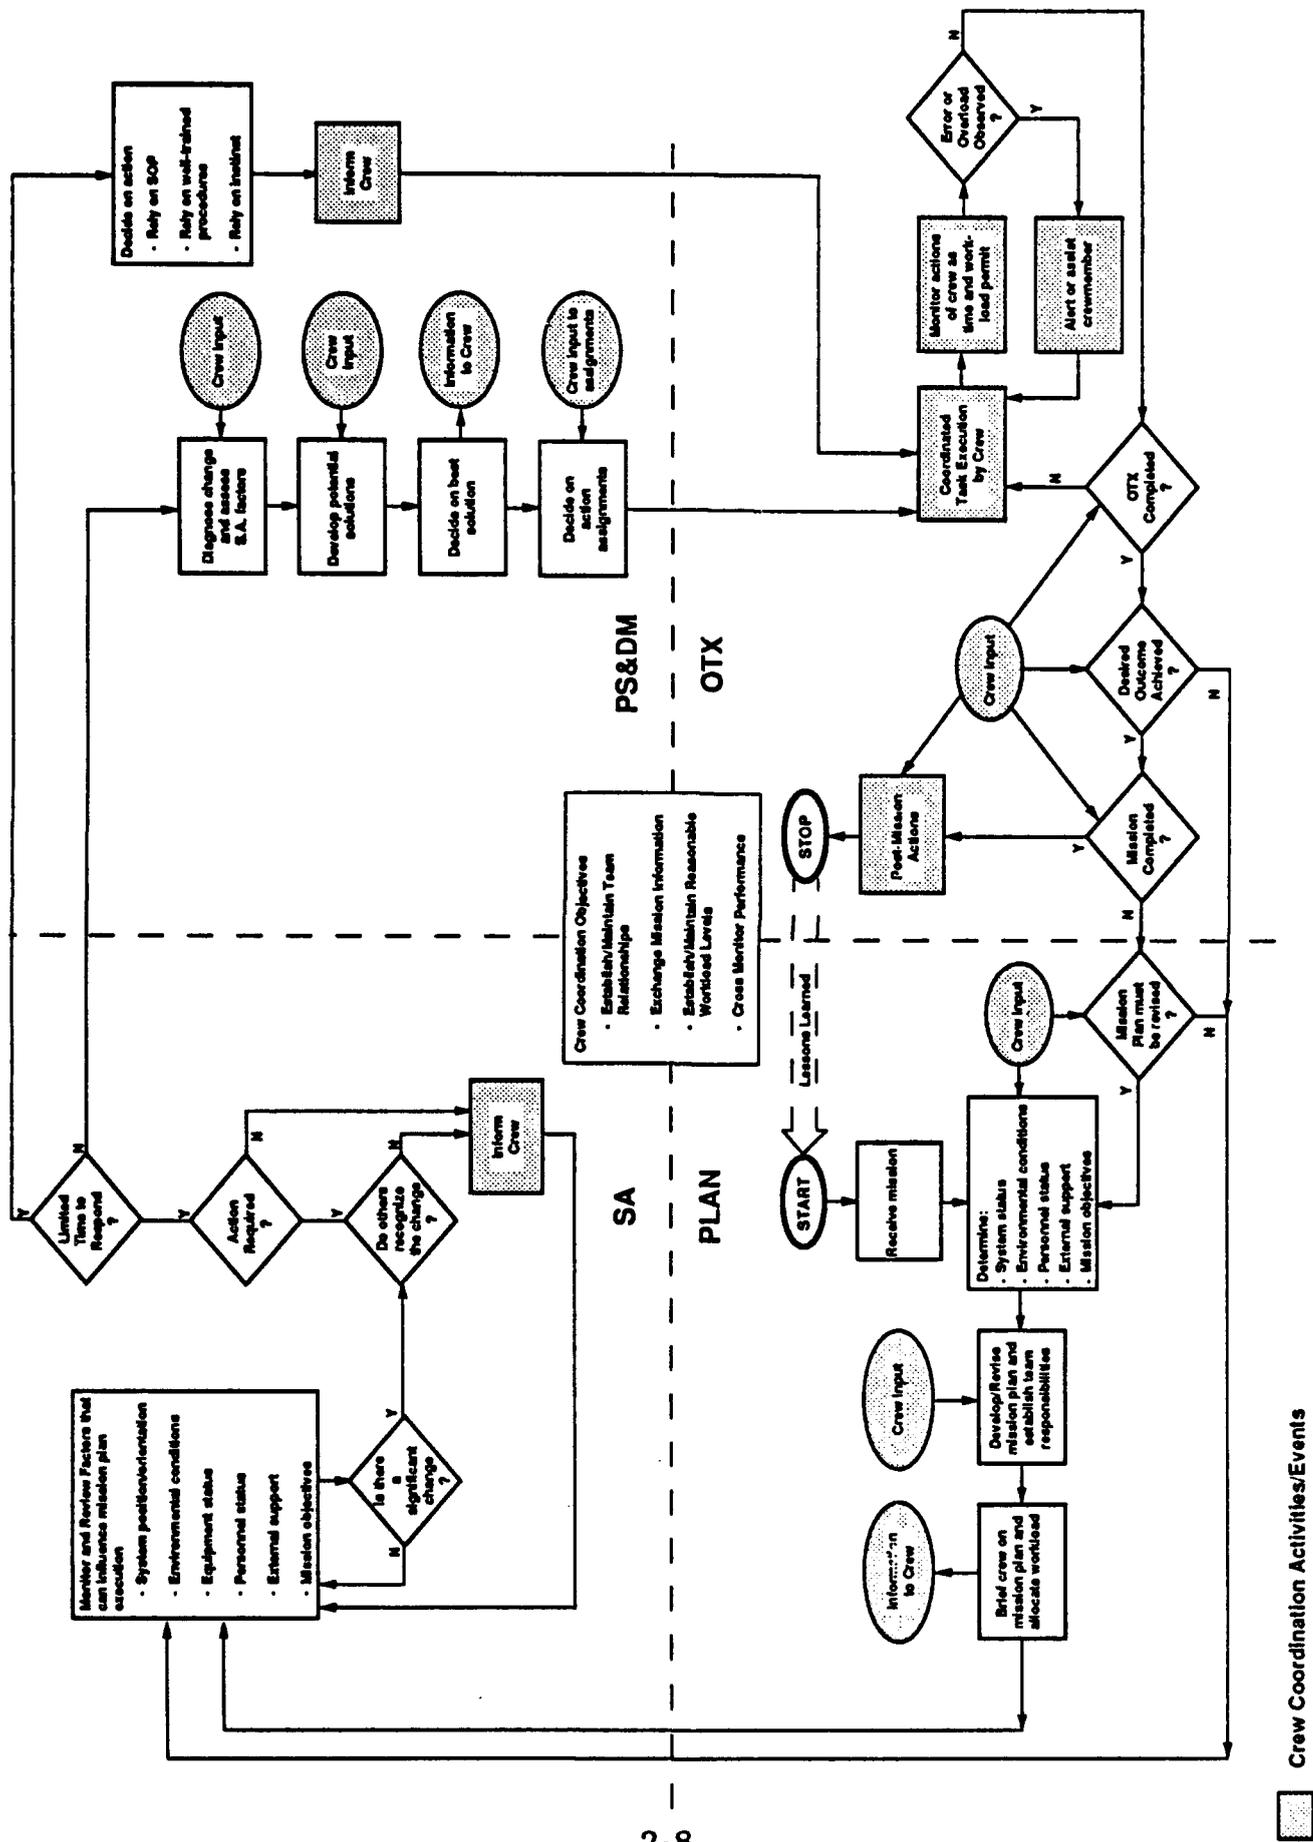 Monitor and Review Factors that
can influence mission plan
execution
- System position/orientation
- Environmental conditions
- Equipment status
- Personnel status
- External support
- Mission objectives
Is there
a
significant
change
?
N
Y
Do others
recognize
the change
?
N
Y
Action
Required
?
N
Y
Limited
Time to
Respond
?
N
Y
Inform
Crew
SA
Diagnose change
and assess
S.A. factors
Crew Input
Develop potential
solutions
Crew
Input
Decide on best
solution
Information
to Crew
Decide on
action
assignments
Crew Input to
assignments
Decide on action
- Rely on SOP
- Rely on well-trained
procedures
- Rely on instinct
Inform
Crew
PS&DM
Crew Coordination Objectives
- Establish/Maintain Team
Relationships
- Exchange Mission Information
- Establish/Maintain Reasonable
Workload Levels
- Cross Monitor Performance
PLAN
START
Lessons Learned
STOP
Receive mission
Determine:
- System status
- Environmental conditions
- Personnel status
- External support
- Mission objectives
Crew Input
Develop/Revise
mission plan and
establish team
responsibilities
Crew Input
Brief crew on
mission plan and
allocate workload
Information
to Crew
Mission
Plan must
be revised
?
Y
N
OTX
Post-Mission
Actions
Crew Input
Mission
Completed
?
Y
N
Desired
Outcome
Achieved
?
Y
N
OTX
Completed
?
Y
N
Coordinated
Task Execution
by Crew
Monitor actions
of crew as
time and work-
load permit
Alert or assist
crewmember
Error or
Overload
Observed
?
N
Y
Crew Coordination Activities/Events
2-8